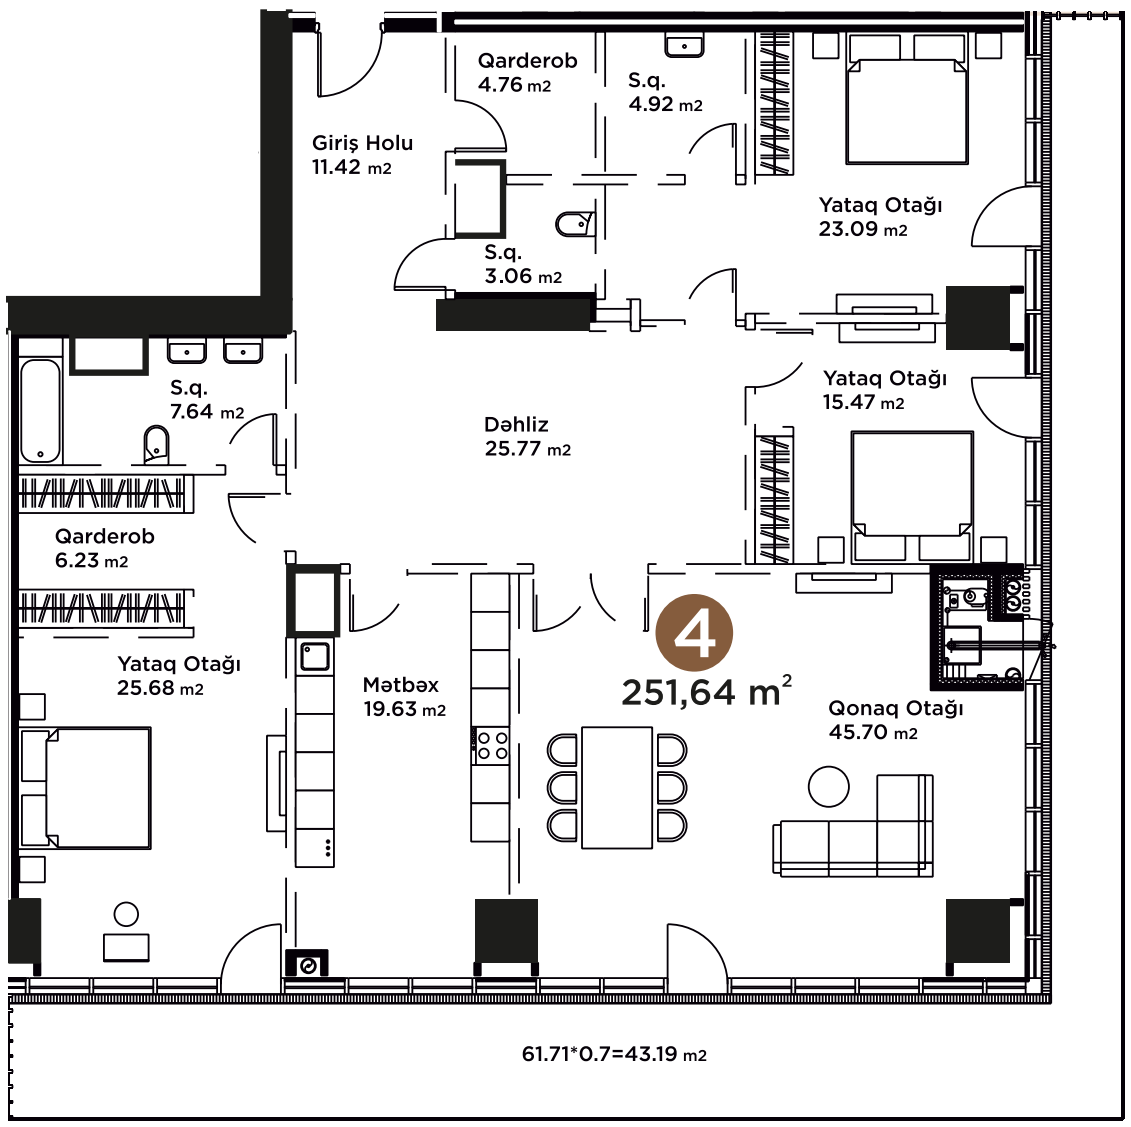 Qarderob
4.76 m2
S.q.
4.92 m2
Giriş Holu
11.42 m2
Yataq Otağı
23.09 m2
S.q.
3.06 m2
S.q.
7.64 m2
Yataq Otağı
15.47 m2
Dəhliz
25.77 m2
Qarderob
6.23 m2
4
251,64 m²
Yataq Otağı
25.68 m2
Mətbəx
19.63 m2
Qonaq Otağı
45.70 m2
61.71*0.7=43.19 m2